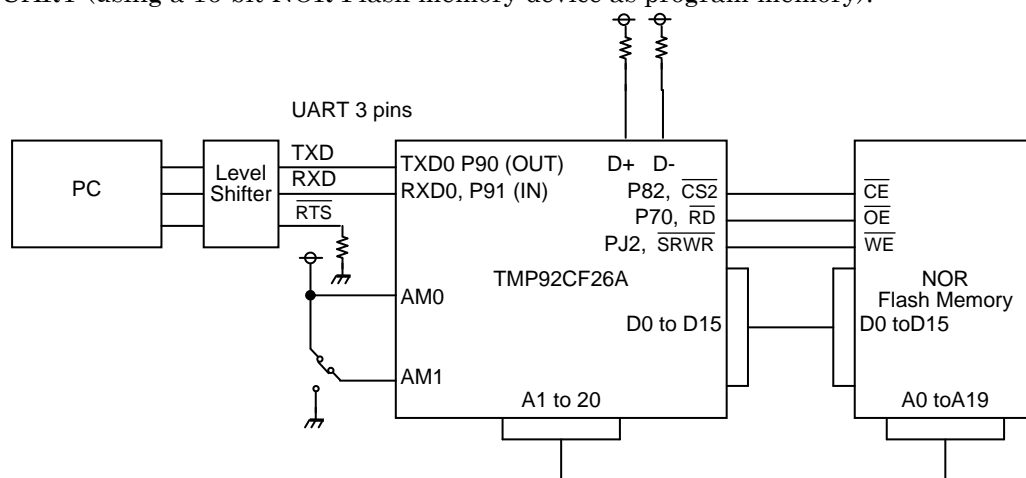 UART (using a 16-bit NOR Flash memory device as program memory).
UART 3 pins
PC
Level
Shifter
TXD
RXD
RTS
TXD0 P90 (OUT)
RXD0, P91 (IN)
D+ D-
P82, CS2
P70, RD
PJ2, SRWR
CE
OE
WE
TMP92CF26A
NOR
Flash Memory
AM0
D0 to D15
D0 toD15
AM1
A1 to 20
A0 toA19